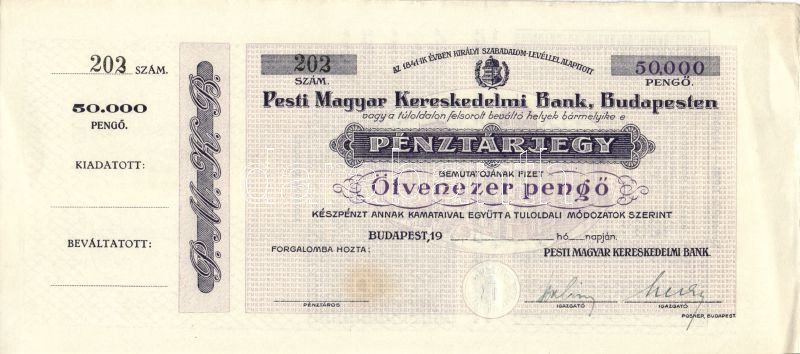 203 SZÁM.
50.000
PENGŐ.
KIADATOTT:
BEVÁLTATOTT:
P. M. K. B.
203
SZÁM.
AZ 1841-IK ÉVBEN KIRÁLYI SZABADALOM-LEVÉLLEL ALAPÍTOTT
50.000
PENGŐ.
Pesti Magyar Kereskedelmi Bank, Budapesten
vagy a túloldalon felsorolt beváltó helyek bármelyike e
PÉNZTÁRJEGY
BEMUTATÓJÁNAK FIZET
Ötvenezer pengő
KÉSZPÉNZT ANNAK KAMATAIVAL EGYÜTT A TÚLOLDALI MÓDOZATOK SZERINT
BUDAPEST, 19 hó napján.
FORGALOMBA HOZTA:
PESTI MAGYAR KERESKEDELMI BANK.
PÉNZTÁROS
IGAZGATÓ
IGAZGATÓ
POSNER, BUDAPEST.